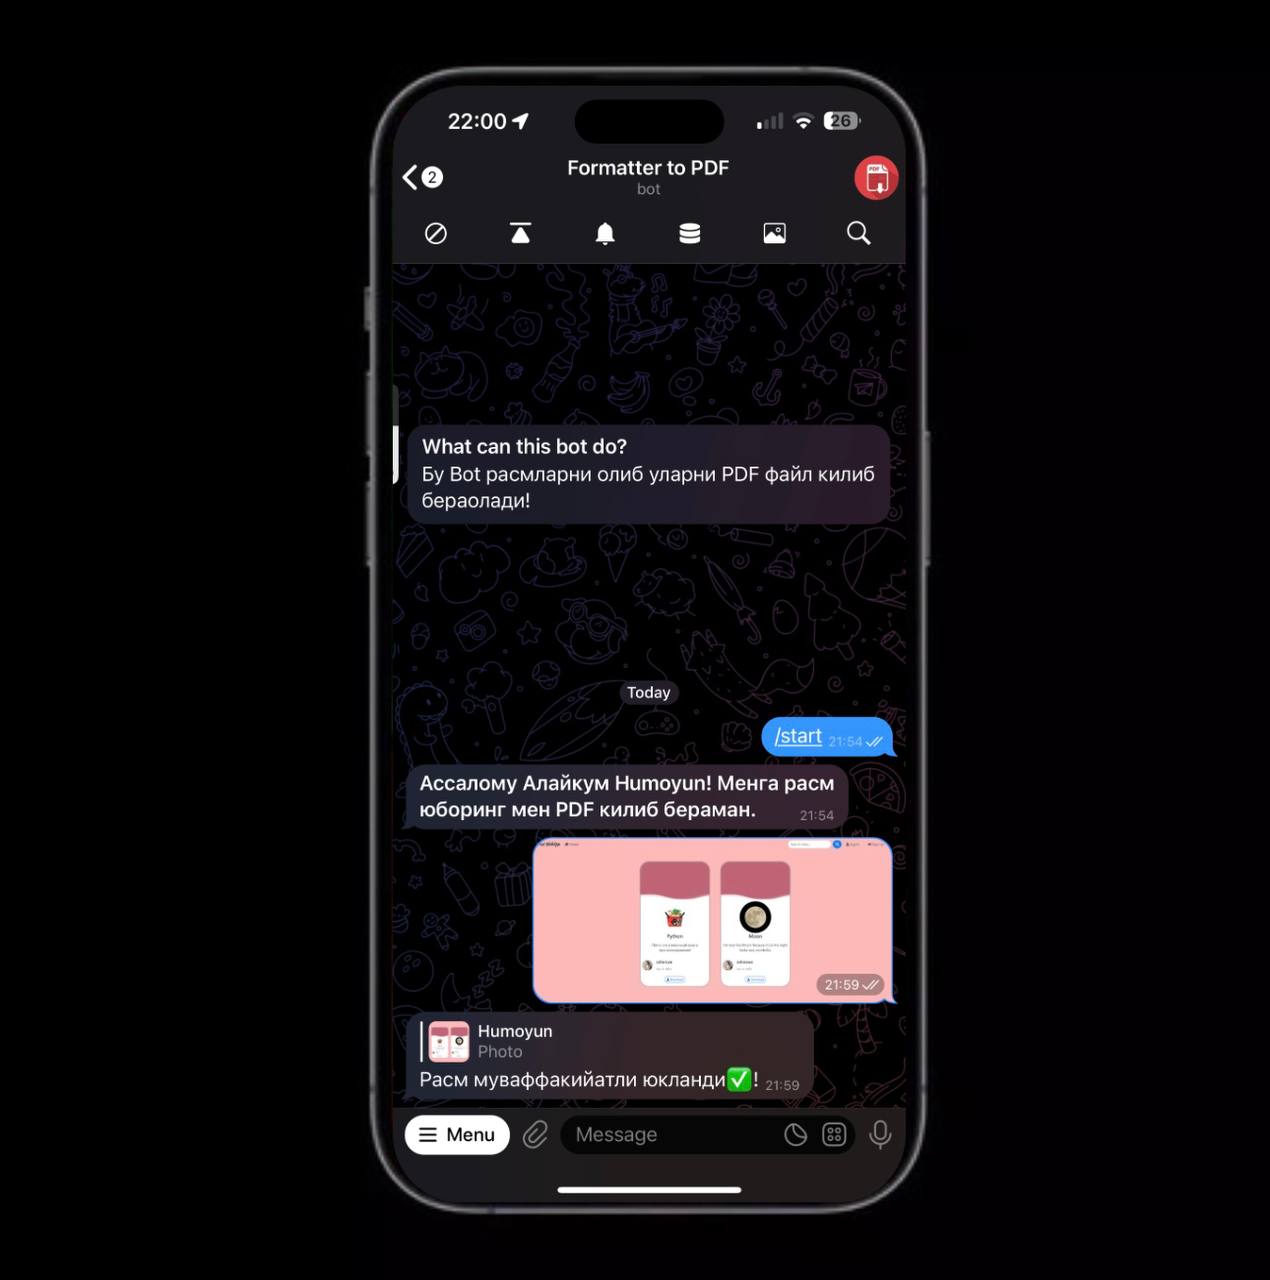 22:00
26
2
Formatter to PDF
bot
What can this bot do?
Бу Bot расмларни олиб уларни PDF файл килиб
бераолади!
Today
/start 21:54
Ассалому Алайкум Humoyun! Менга расм
юборинг мен PDF килиб бераман.
21:54
Python
Moon
21:59
Humoyun
Photo
Расм муваффакийатли юкланди✅! 21:59
Menu
Message